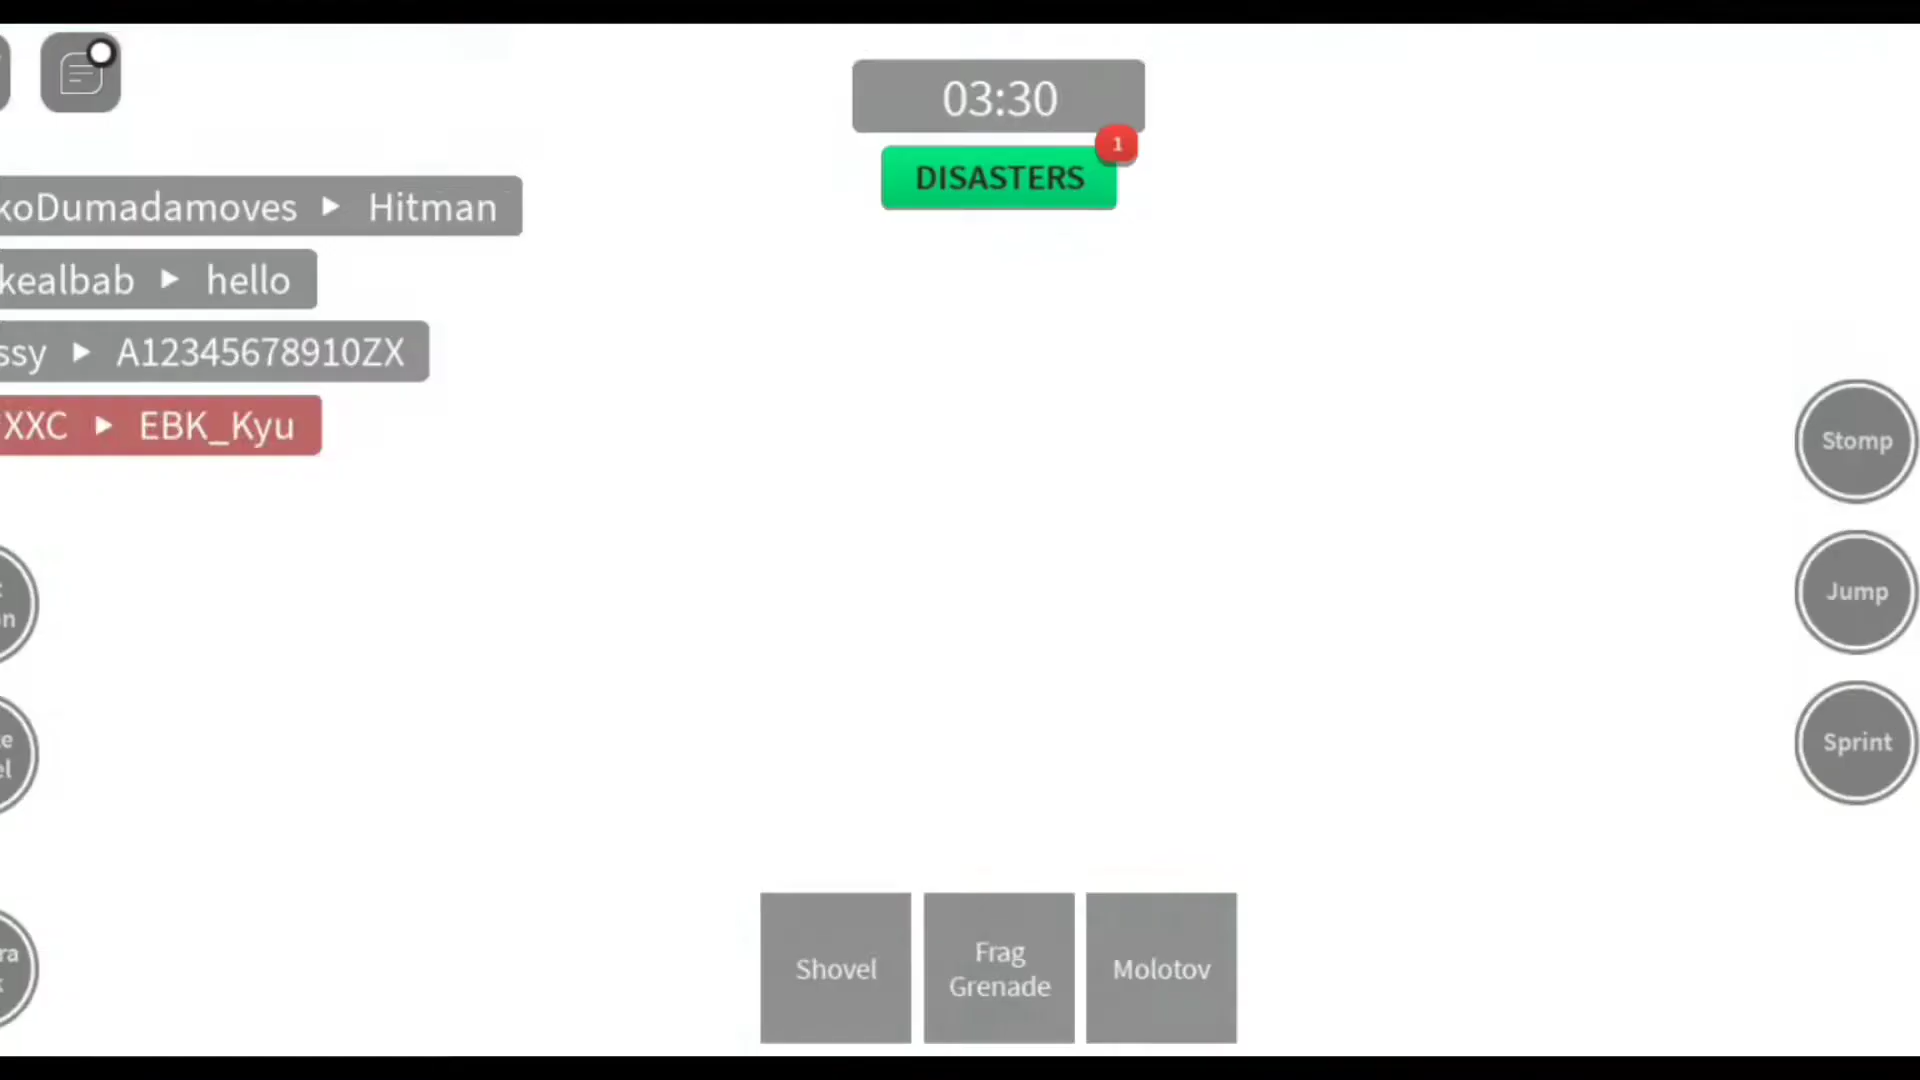 03:30
1
DISASTERS
koDumadamoves ▶ Hitman
kealbab ▶ hello
ssy ▶ A12345678910ZX
XXC ▶ EBK_Kyu
Stomp
Jump
Sprint
Shovel
Frag
Grenade
Molotov